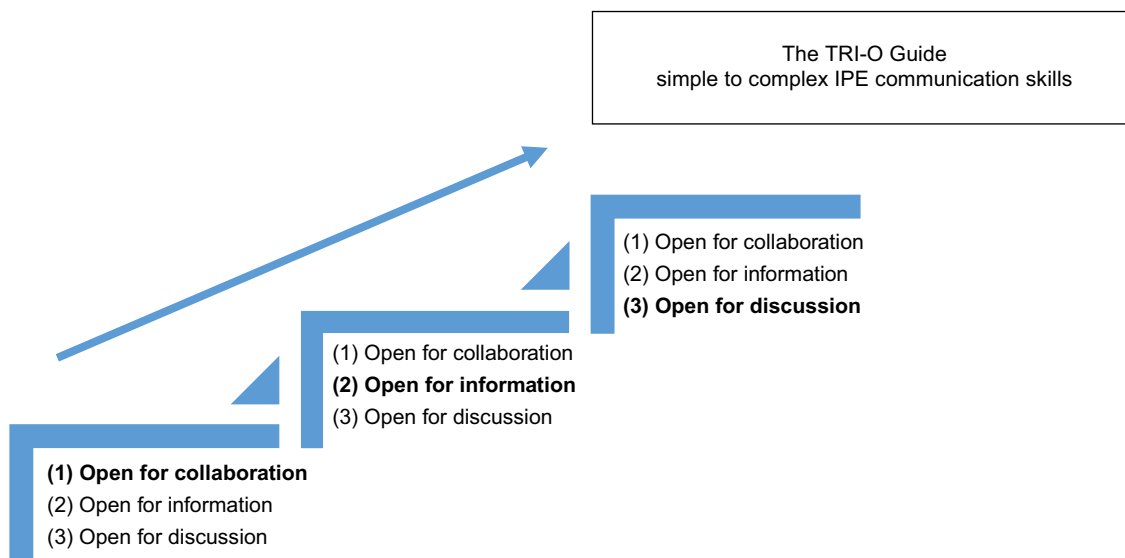 The TRI-O Guide
simple to complex IPE communication skills
(1) Open for collaboration
(2) Open for information
(3) Open for discussion
(1) Open for collaboration
(2) Open for information
(3) Open for discussion
(1) Open for collaboration
(2) Open for information
(3) Open for discussion